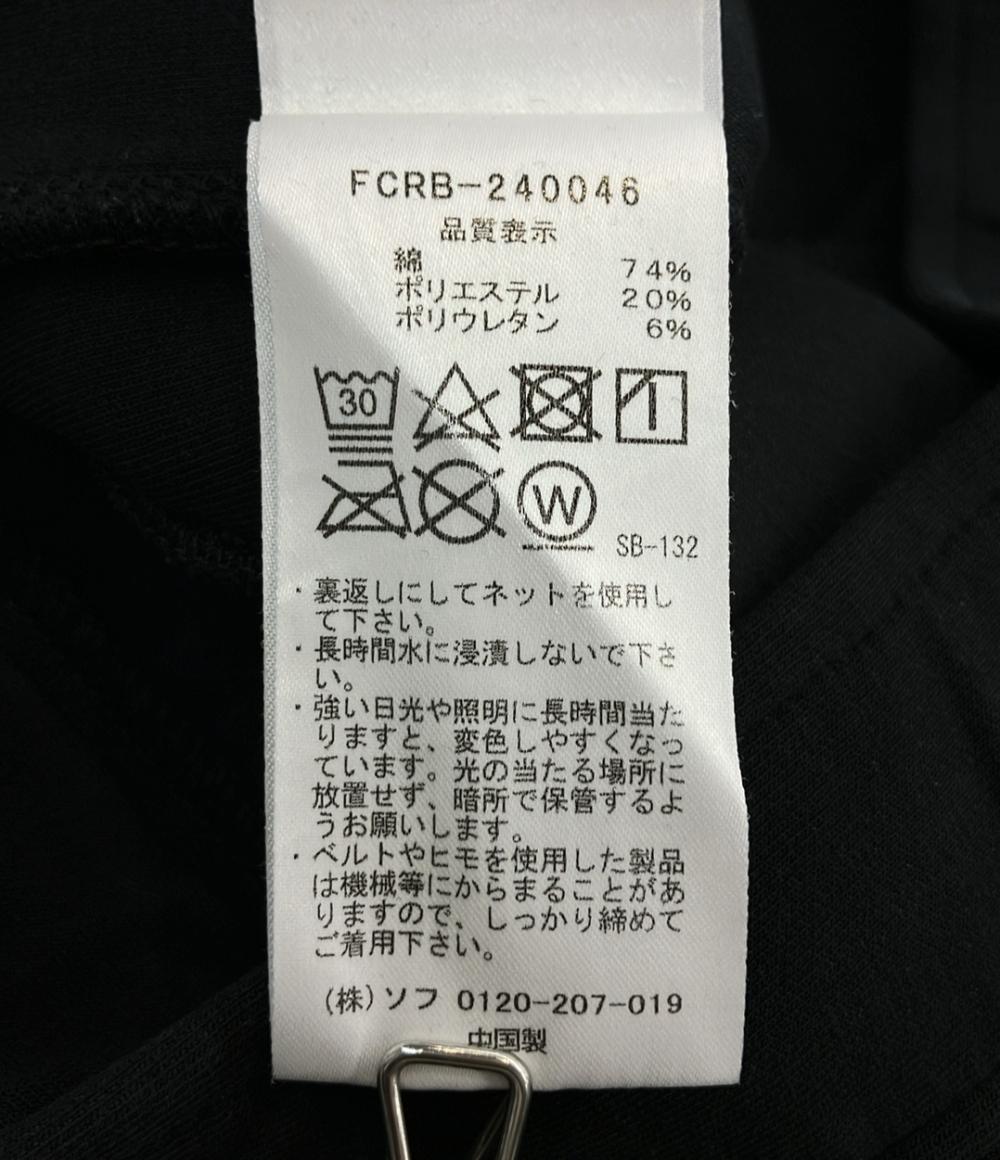 FCRB-240046
品質表示
綿 74%
ポリエステル 20%
ポリウレタン 6%
30
W
SB-132
・裏返しにしてネットを使用し
て下さい。
・長時間水に浸漬しないで下さ
い。
・強い日光や照明に長時間当た
りますと、変色しやすくなっ
ています。光の当たる場所に
放置せず、暗所で保管するよ
うお願いします。
・ベルトやヒモを使用した製品
は機械等にからまることがあ
りますので、しっかり締めて
ご着用下さい。
(株)ソフ 0120-207-019
中国製